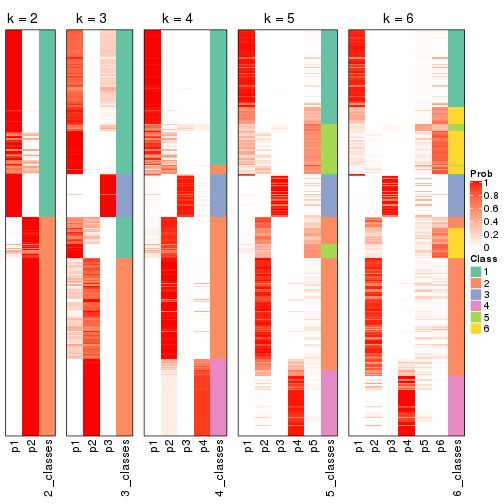 k = 2
k = 3
k = 4
k = 5
k = 6
p1
p2
2_classes
p1
p2
p3
3_classes
p1
p2
p3
p4
4_classes
p1
p2
p3
p4
p5
5_classes
p1
p2
p3
p4
p5
p6
6_classes
Prob
1
0.8
0.6
0.4
0.2
0
Class
1
2
3
4
5
6